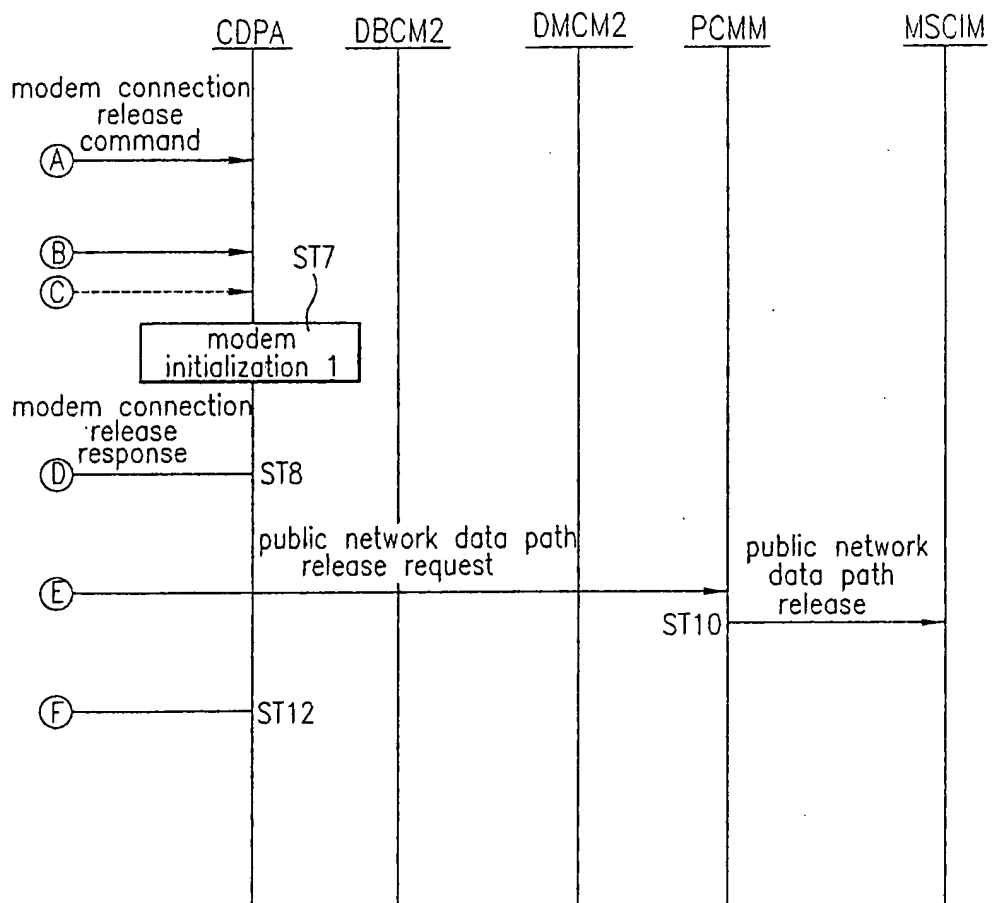 CDPA DBCM2 DMCM2 PCMM MSCIM
modem connection
release
command
A
B
ST7
C
modem
initialization 1
modem connection
release
response
D
ST8
public network data path
release request
public network
data path
release
E
ST10
F
ST12